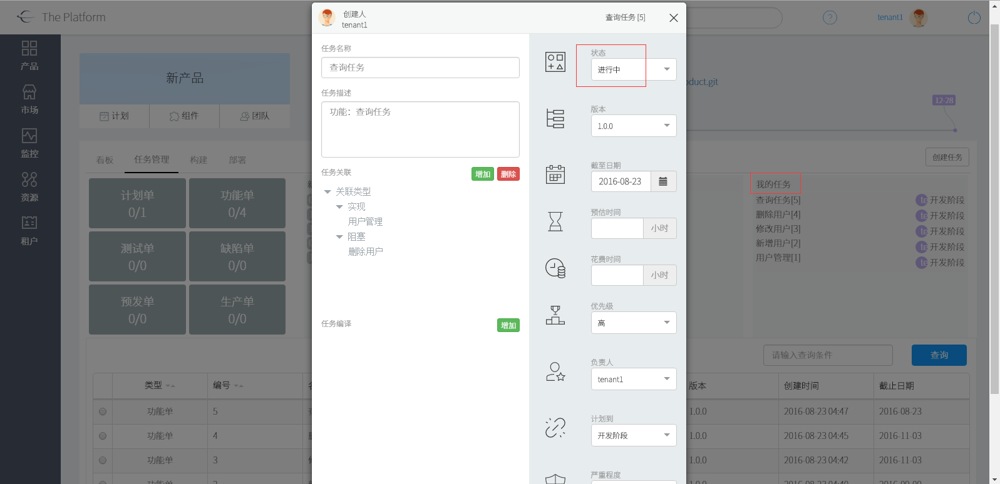 The Platform
tenant1
产品
市场
监控
资源
租户
新产品
计划
组件
团队
oduct.git
12-28
看板
任务管理
构建
部署
创建任务
计划单
0/1
功能单
0/4
测试单
0/0
缺陷单
0/0
预发单
0/0
生产单
0/0
我的任务
查询任务[5]
删除用户[4]
修改用户[3]
新增用户[2]
用户管理[1]
te 开发阶段
te 开发阶段
te 开发阶段
te 开发阶段
te 开发阶段
创建人
tenant1
查询任务 [5]
任务名称
查询任务
任务描述
功能：查询任务
任务关联
增加
删除
关联类型
实现
用户管理
阻塞
删除用户
任务编译
增加
状态
进行中
版本
1.0.0
截至日期
2016-08-23
预估时间
小时
花费时间
小时
优先级
高
负责人
tenant1
计划到
开发阶段
严重程度
请输入查询条件
查询
类型
编号
版本
创建时间
截止日期
功能单
5
1.0.0
2016-08-23 04:47
2016-08-23
功能单
4
1.0.0
2016-08-23 04:45
2016-11-03
功能单
3
1.0.0
2016-08-23 04:42
2016-11-03